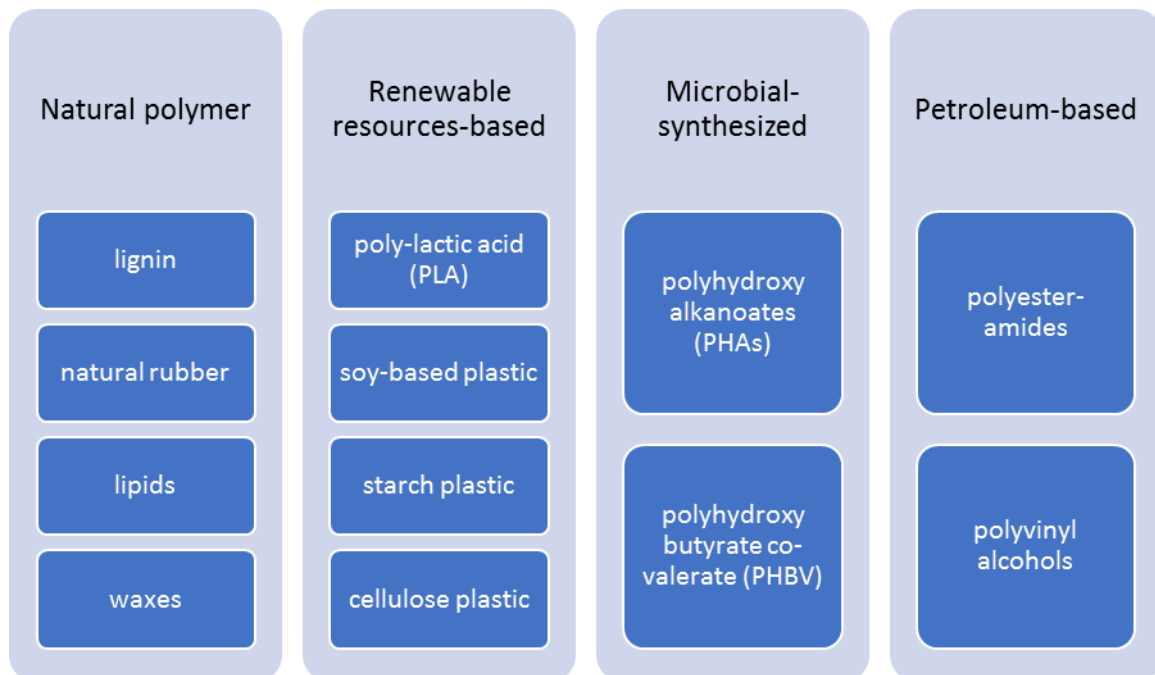 Natural polymer
lignin
natural rubber
lipids
waxes
Renewable
resources-based
poly-lactic acid
(PLA)
soy-based plastic
starch plastic
cellulose plastic
Microbial-
synthesized
polyhydroxy
alkanoates
(PHAs)
polyhydroxy
butyrate co-
valerate (PHBV)
Petroleum-based
polyester-
amides
polyvinyl
alcohols